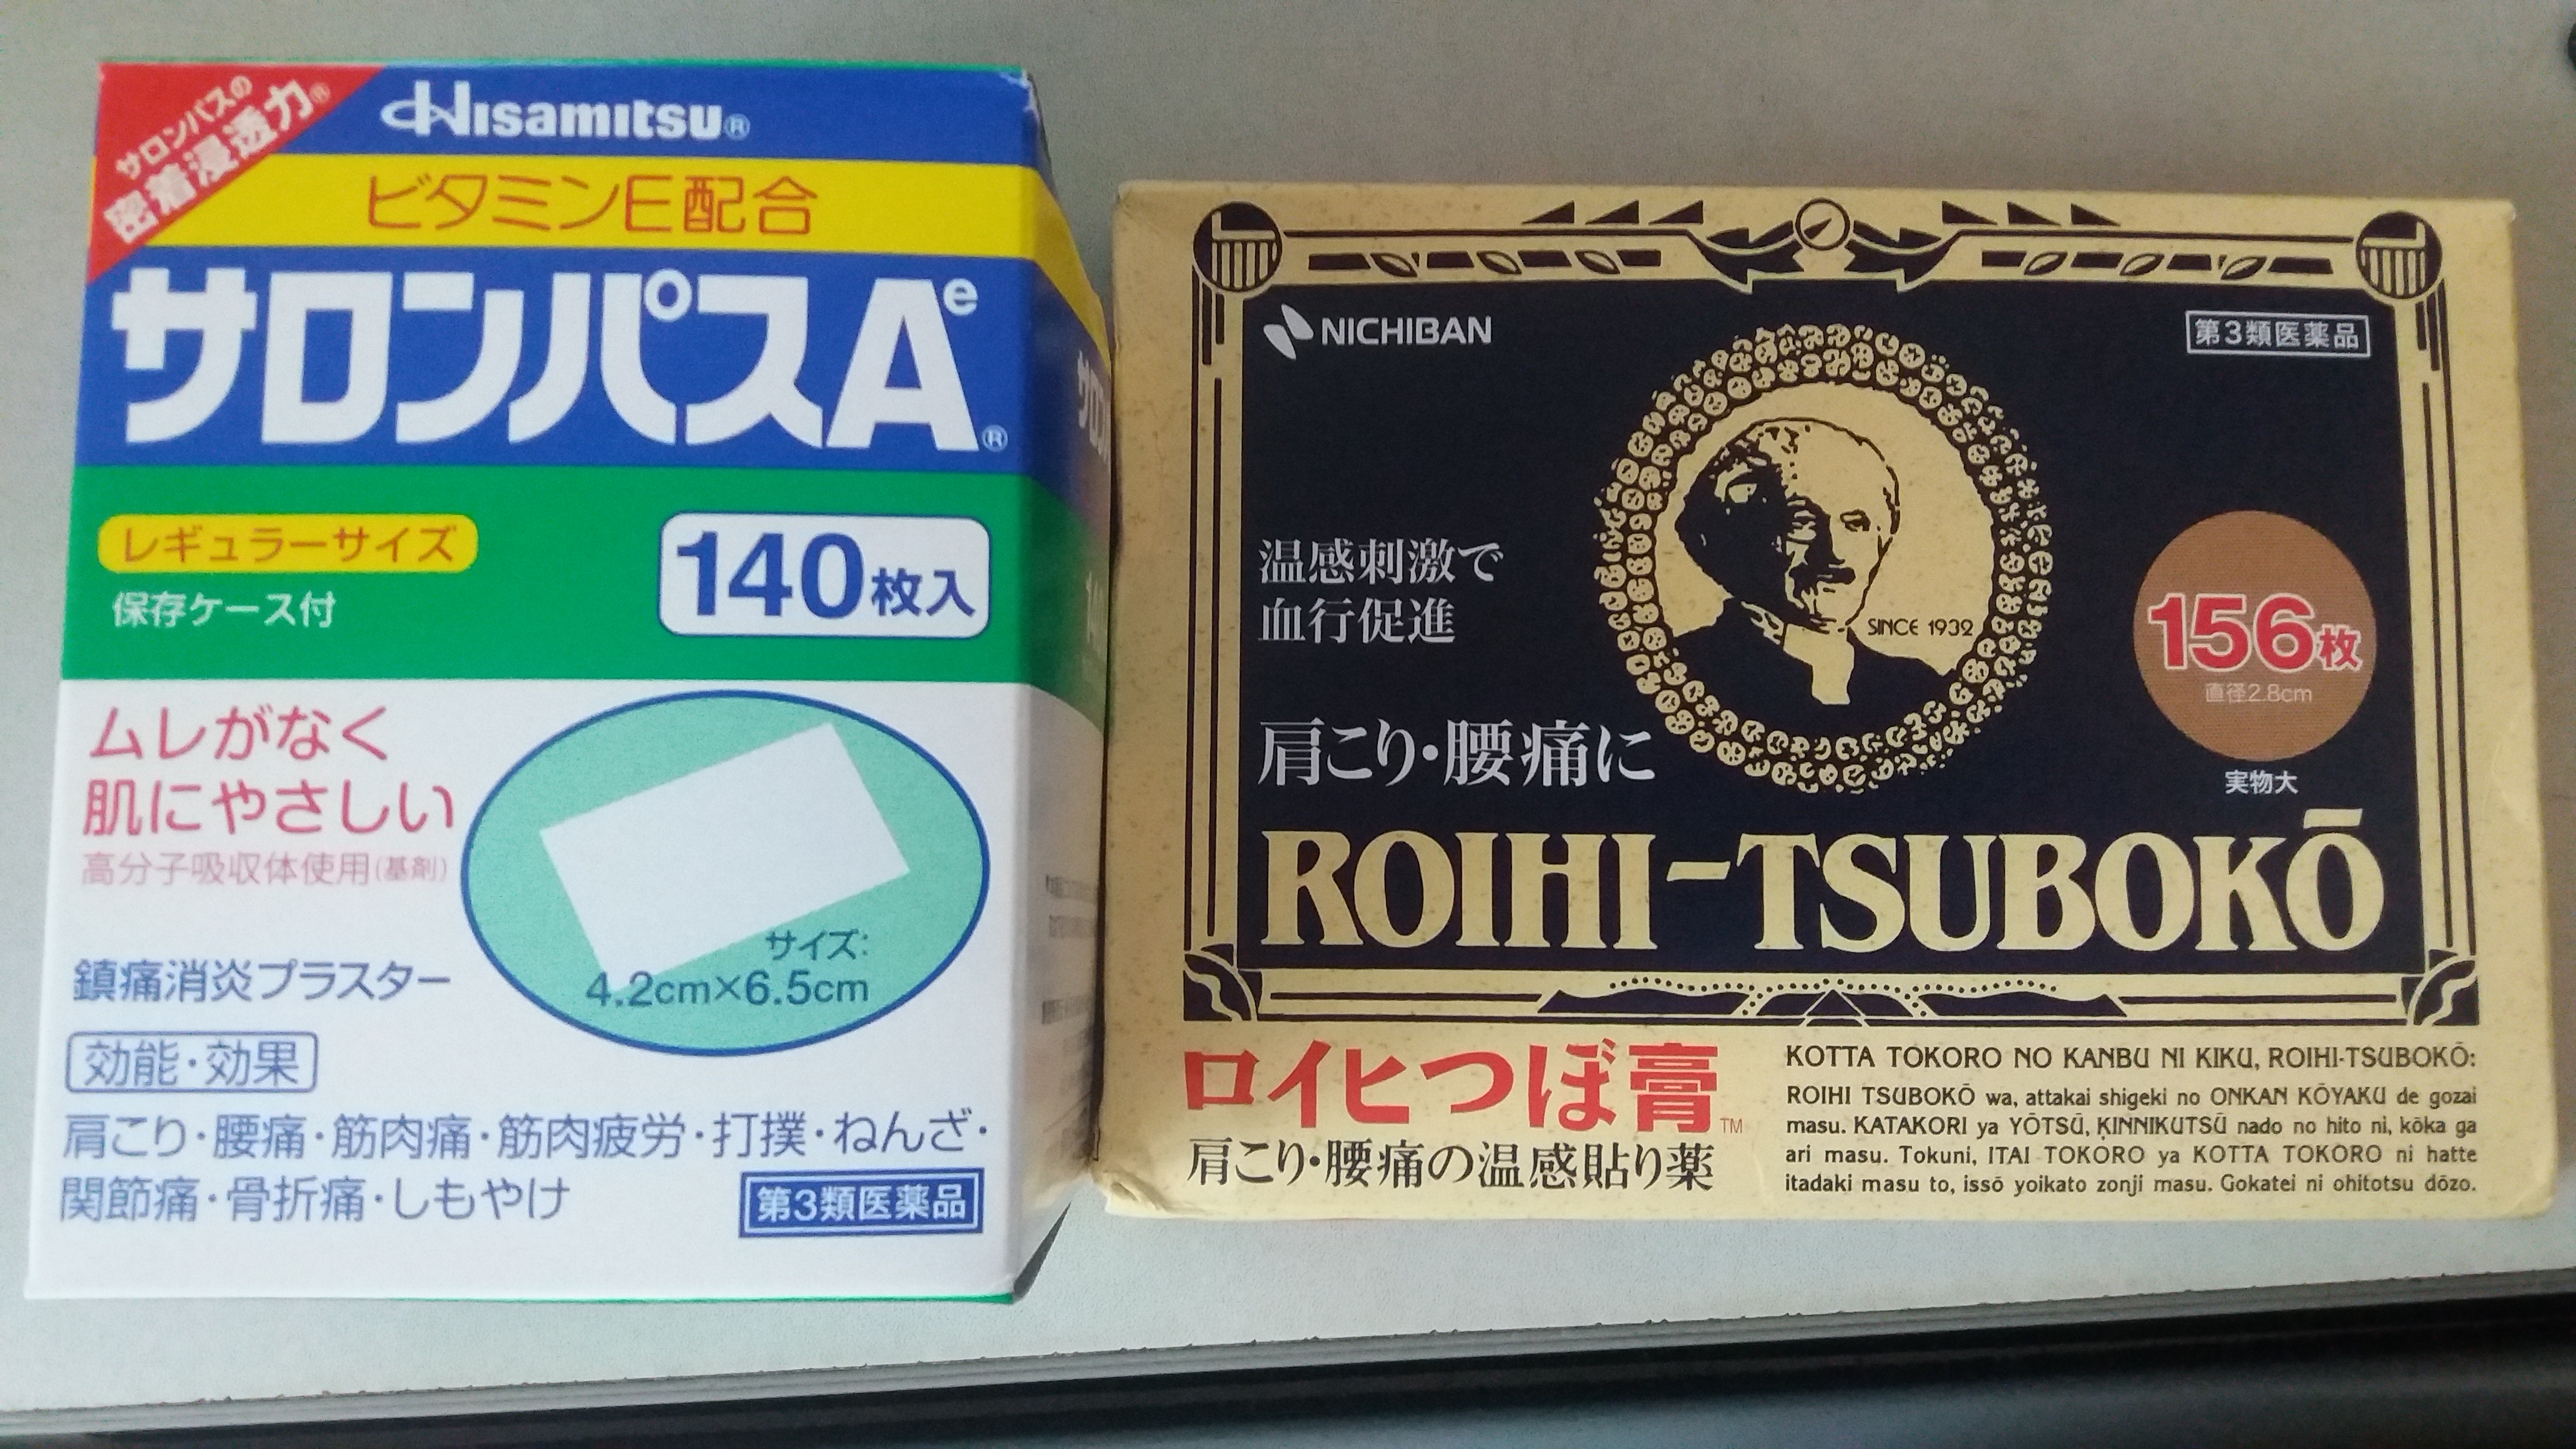 サロンパスの
密着浸透力®
Hisamitsu®
ビタミンE配合
サロンパスAe®
レギュラーサイズ
保存ケース付
140枚入
ムレがなく
肌にやさしい
高分子吸収体使用(基剤)
サイズ:
4.2cm×6.5cm
鎮痛消炎プラスター
効能・効果
肩こり・腰痛・筋肉痛・筋肉疲労・打撲・ねんざ・
関節痛・骨折痛・しもやけ
第3類医薬品
NICHIBAN
第3類医薬品
温感刺激で
血行促進
SINCE 1932
156枚
直径2.8cm
実物大
肩こり・腰痛に
ROIHI-TSUBOKŌ
ロイヒつぼ膏™
肩こり・腰痛の温感貼り薬
KOTTA TOKORO NO KANBU NI KIKU, ROIHI-TSUBOKŌ:
ROIHI TSUBOKŌ wa, attakai shigeki no ONKAN KŌYAKU de gozai
masu. KATAKORI ya YŌTSŪ, KINNIKUTSŪ nado no hito ni, kōka ga
ari masu. Tokuni, ITAI TOKORO ya KOTTA TOKORO ni hatte
itadaki masu to, issō yoikato zonji masu. Gokatei ni ohitotsu dōzo.